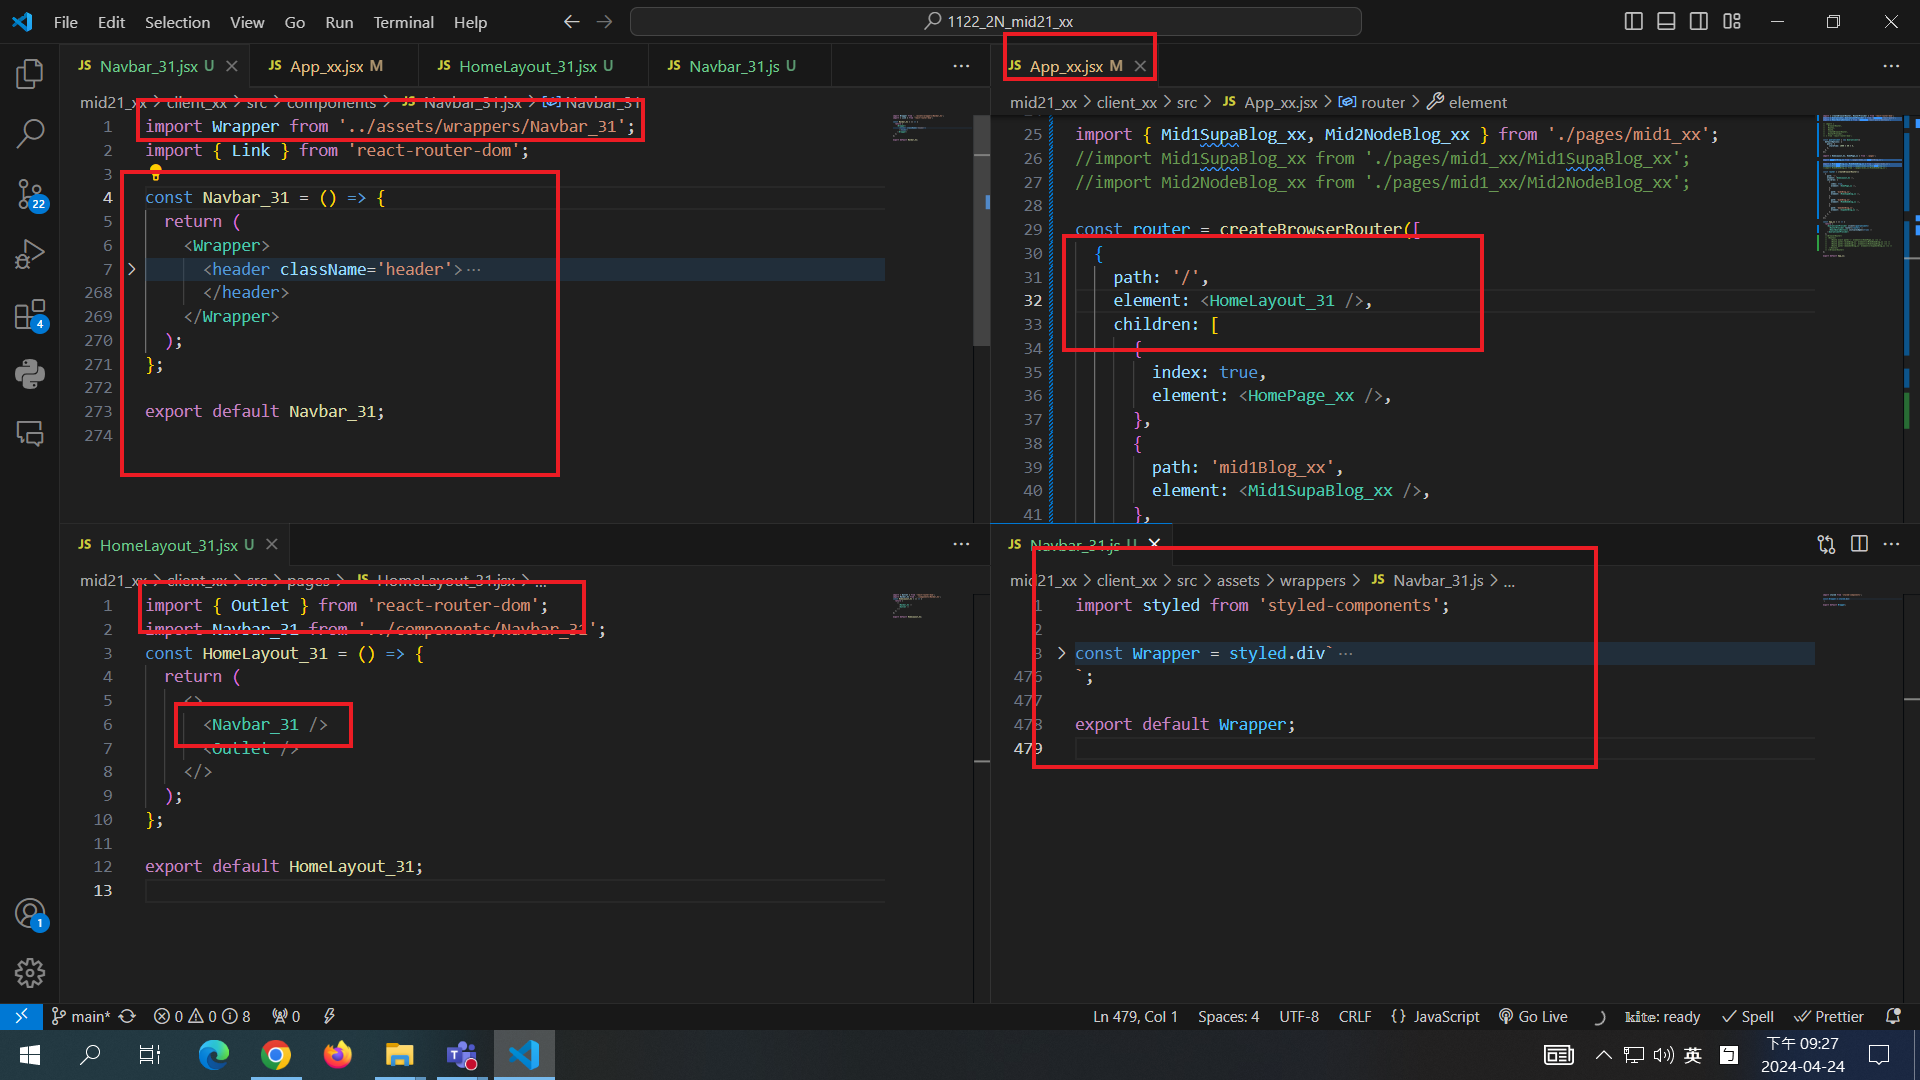 File Edit Selection View Go Run Terminal Help
1122_2N_mid21_xx
JS Navbar_31.jsx U
JS App_xx.jsx M
JS HomeLayout_31.jsx U
JS Navbar_31.js U
mid21_xx > client_xx > src > components > JS Navbar_31.jsx > Navbar_31
1 import Wrapper from '../assets/wrappers/Navbar_31';
2 import { Link } from 'react-router-dom';
3
4 const Navbar_31 = () => {
5 return (
6 <Wrapper>
7 <header className='header'>…
268 </header>
269 </Wrapper>
270 );
271 };
272
273 export default Navbar_31;
274
JS App_xx.jsx M
mid21_xx > client_xx > src > JS App_xx.jsx > router > element
25 import { Mid1SupaBlog_xx, Mid2NodeBlog_xx } from './pages/mid1_xx';
26 //import Mid1SupaBlog_xx from './pages/mid1_xx/Mid1SupaBlog_xx';
27 //import Mid2NodeBlog_xx from './pages/mid1_xx/Mid2NodeBlog_xx';
28
29 const router = createBrowserRouter([
30 {
31 path: '/',
32 element: <HomeLayout_31 />,
33 children: [
34 {
35 index: true,
36 element: <HomePage_xx />,
37 },
38 {
39 path: 'mid1Blog_xx',
40 element: <Mid1SupaBlog_xx />,
41 },
JS HomeLayout_31.jsx U
mid21_xx > client_xx > src > pages > JS HomeLayout_31.jsx > ...
1 import { Outlet } from 'react-router-dom';
2 import Navbar_31 from '../components/Navbar_31';
3 const HomeLayout_31 = () => {
4 return (
5 <>
6 <Navbar_31 />
7 <Outlet />
8 </>
9 );
10 };
11
12 export default HomeLayout_31;
13
JS Navbar_31.js U
mid21_xx > client_xx > src > assets > wrappers > JS Navbar_31.js > ...
1 import styled from 'styled-components';
2
3 const Wrapper = styled.div`…
476 `;
477
478 export default Wrapper;
479
22
4
1
main* 0 0 8 0
Ln 479, Col 1 Spaces: 4 UTF-8 CRLF {} JavaScript Go Live kite: ready Spell Prettier
英
下午 09:27
2024-04-24